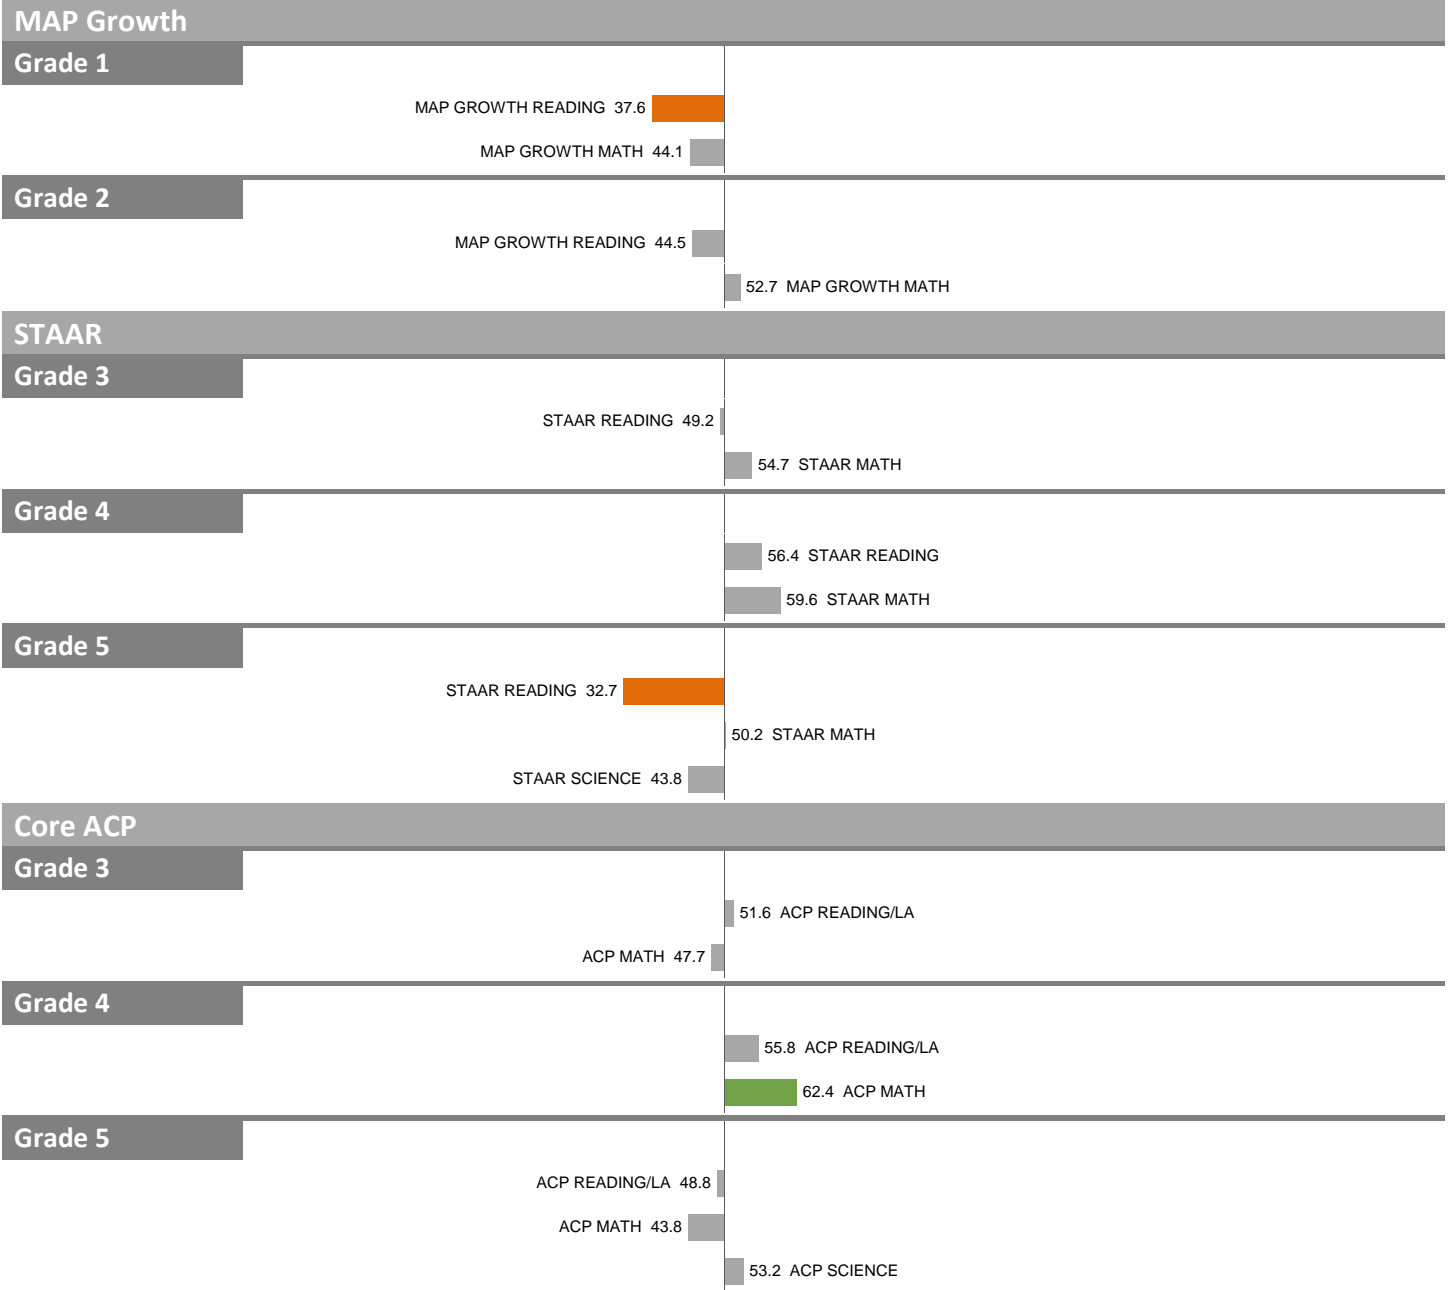 MAP Growth
Grade 1
MAP GROWTH READING 37.6
MAP GROWTH MATH 44.1
Grade 2
MAP GROWTH READING 44.5
52.7 MAP GROWTH MATH
STAAR
Grade 3
STAAR READING 49.2
54.7 STAAR MATH
Grade 4
56.4 STAAR READING
59.6 STAAR MATH
Grade 5
STAAR READING 32.7
50.2 STAAR MATH
STAAR SCIENCE 43.8
Core ACP
Grade 3
51.6 ACP READING/LA
ACP MATH 47.7
Grade 4
55.8 ACP READING/LA
62.4 ACP MATH
Grade 5
ACP READING/LA 48.8
ACP MATH 43.8
53.2 ACP SCIENCE